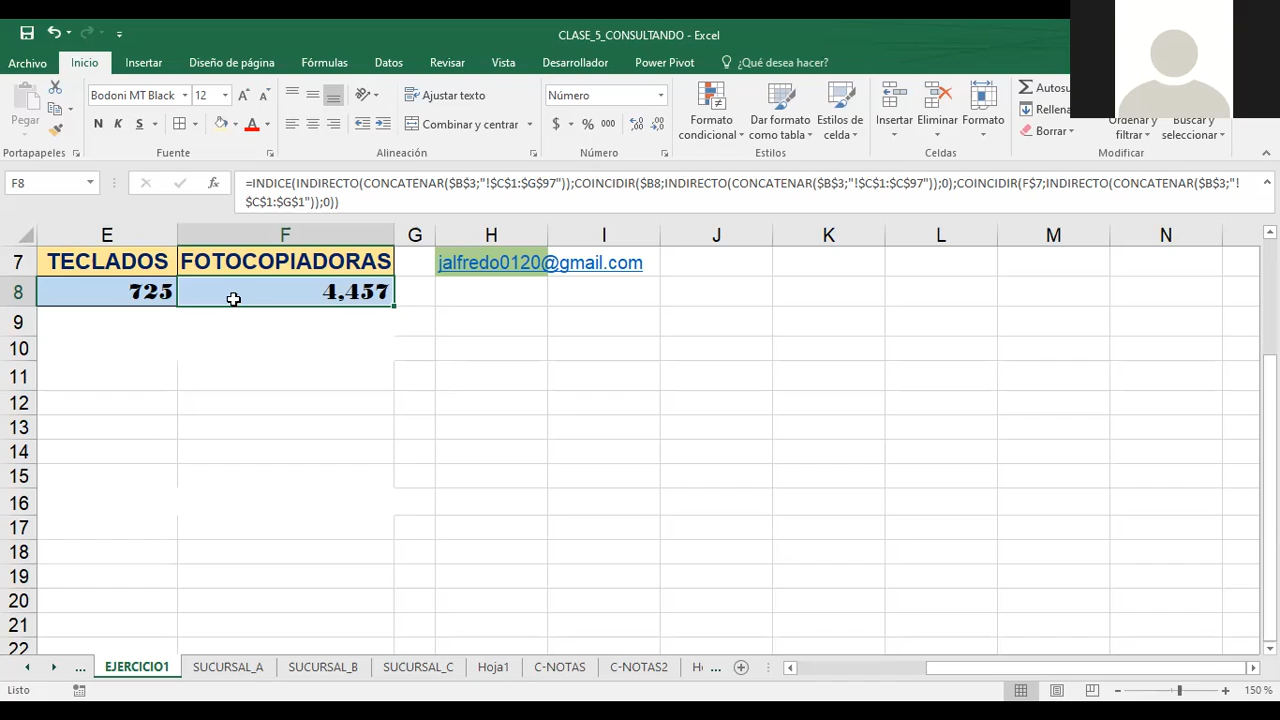 CLASE_5_CONSULTANDO - Excel
Archivo Inicio Insertar Diseño de página Fórmulas Datos Revisar Vista Desarrollador Power Pivot ¿Qué desea hacer?
Pegar
Bodoni MT Black 12
N K S
Ajustar texto
Combinar y centrar
Número
$ % 000
Formato condicional
Dar formato como tabla
Estilos de celda
Insertar Eliminar Formato
Autosu
Rellena
Borrar
Ordenar y filtrar
Buscar y seleccionar
Portapapeles Fuente Alineación Número Estilos Celdas Modificar
F8
=INDICE(INDIRECTO(CONCATENAR($B$3;"!$C$1:$G$97"));COINCIDIR($B8;INDIRECTO(CONCATENAR($B$3;"!$C$1:$C$97"));0);COINCIDIR(F$7;INDIRECTO(CONCATENAR($B$3;"!
$C$1:$G$1"));0))
E F G H I J K L M N
7 TECLADOS FOTOCOPIADORAS jalfredo0120@gmail.com
8 725 4,457
9
10
11
12
13
14
15
16
17
18
19
20
21
22
... EJERCICIO1 SUCURSAL_A SUCURSAL_B SUCURSAL_C Hoja1 C-NOTAS C-NOTAS2 Ho ...
Listo 150 %